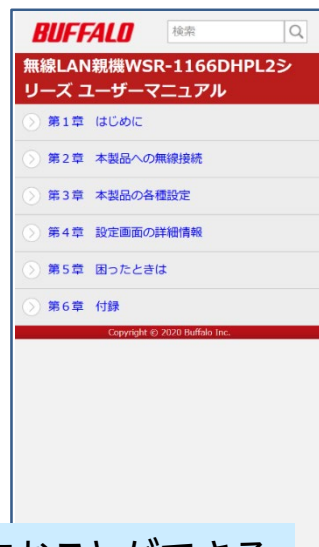 BUFFALO
検索
無線LAN親機WSR-1166DHPL2シ
リーズ ユーザーマニュアル
第1章 はじめに
第2章 本製品への無線接続
第3章 本製品の各種設定
第4章 設定画面の詳細情報
第5章 困ったときは
第6章 付録
Copyright © 2020 Buffalo Inc.
ができる